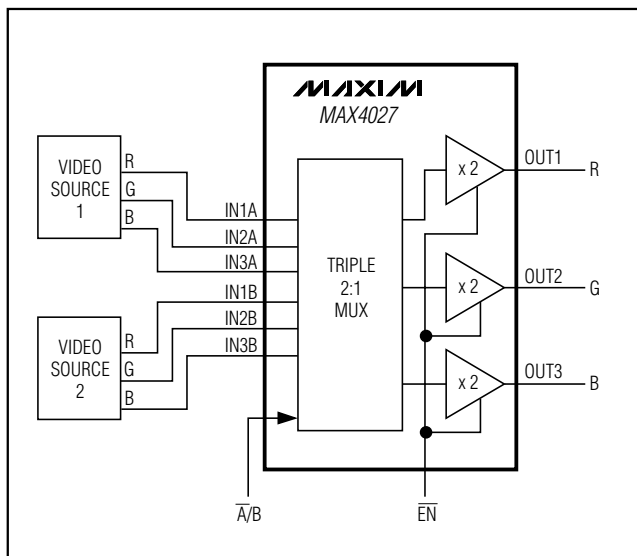 MAXIM
MAX4027
VIDEO
SOURCE
1
R
G
B
IN1A
IN2A
IN3A
VIDEO
SOURCE
2
R
G
B
IN1B
IN2B
IN3B
TRIPLE
2:1
MUX
x 2
x 2
x 2
OUT1
R
OUT2
G
OUT3
B
A̅/B
E̅N̅